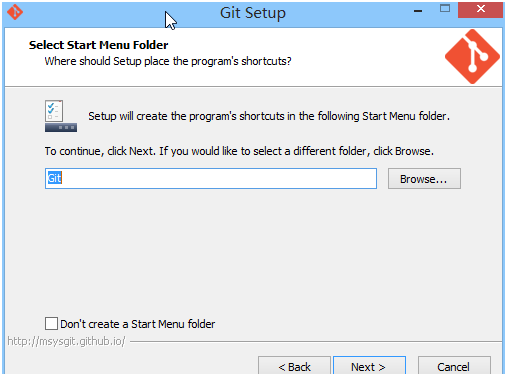 Git Setup
Select Start Menu Folder
Where should Setup place the program's shortcuts?
Setup will create the program's shortcuts in the following Start Menu folder.
To continue, click Next. If you would like to select a different folder, click Browse.
Git
Browse...
Don't create a Start Menu folder
http://msysgit.github.io/
< Back
Next >
Cancel